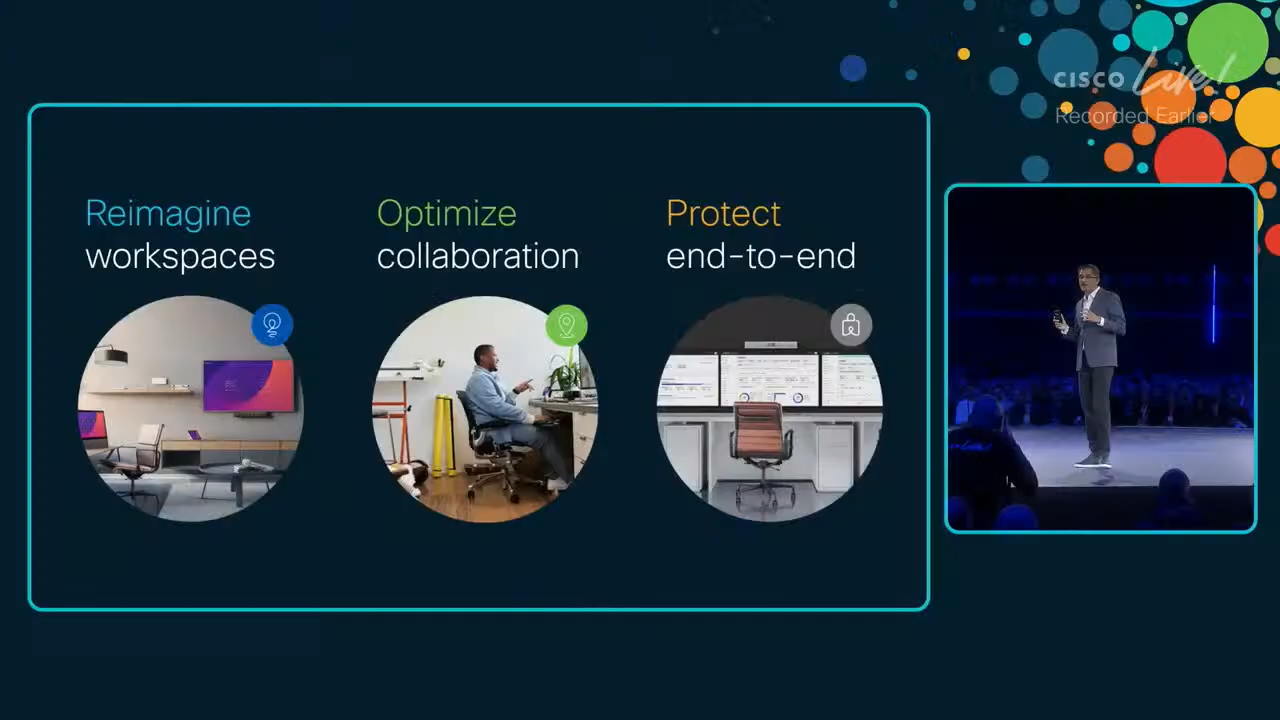 CISCO Live!
Recorded Earlier
Reimagine
workspaces
Optimize
collaboration
Protect
end-to-end